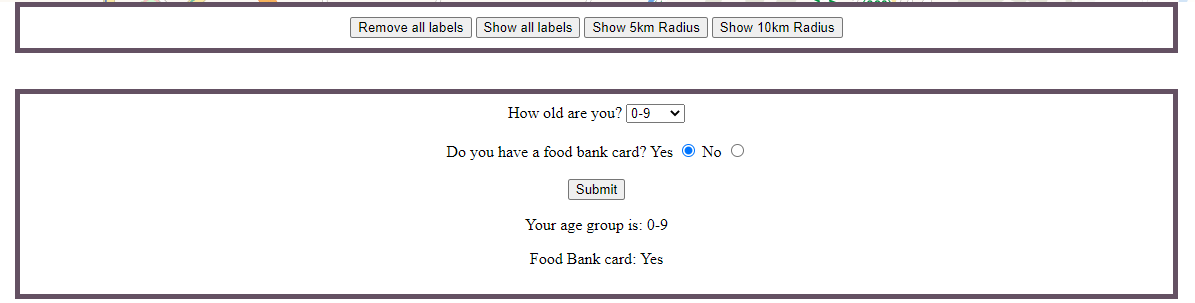 Remove all labels Show all labels Show 5km Radius Show 10km Radius
How old are you? 0-9
Do you have a food bank card? Yes No
Submit
Your age group is: 0-9
Food Bank card: Yes